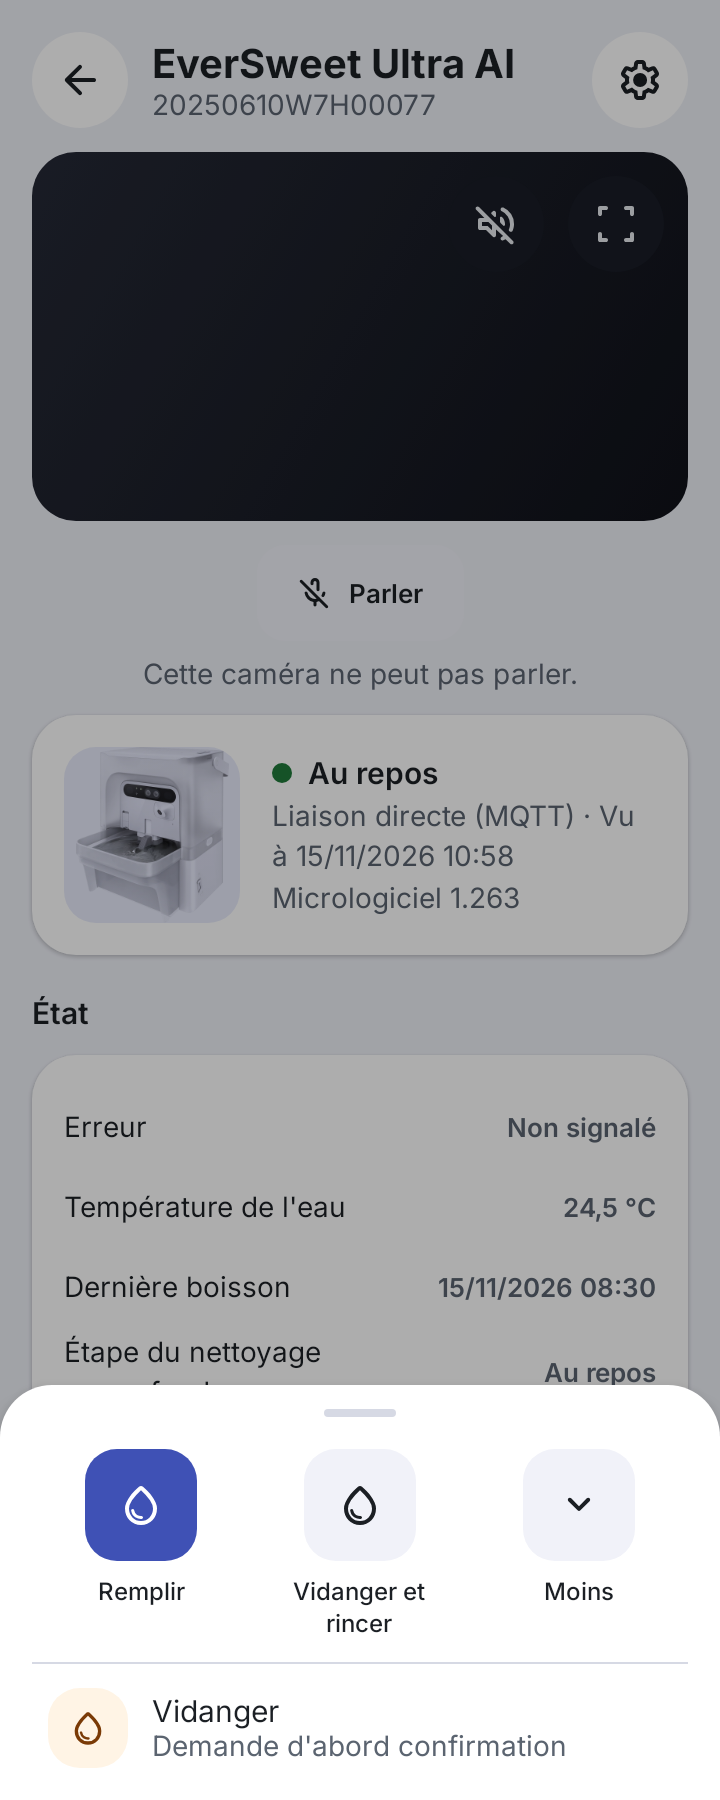 EverSweet Ultra AI
20250610W7H00077
Parler
Cette caméra ne peut pas parler.
Au repos
Liaison directe (MQTT) · Vu
à 15/11/2026 10:58
Micrologiciel 1.263
État
Erreur
Non signalé
Température de l'eau
24,5 °C
Dernière boisson
15/11/2026 08:30
Étape du nettoyage
Au repos
Remplir
Vidanger et
rincer
Moins
Vidanger
Demande d'abord confirmation